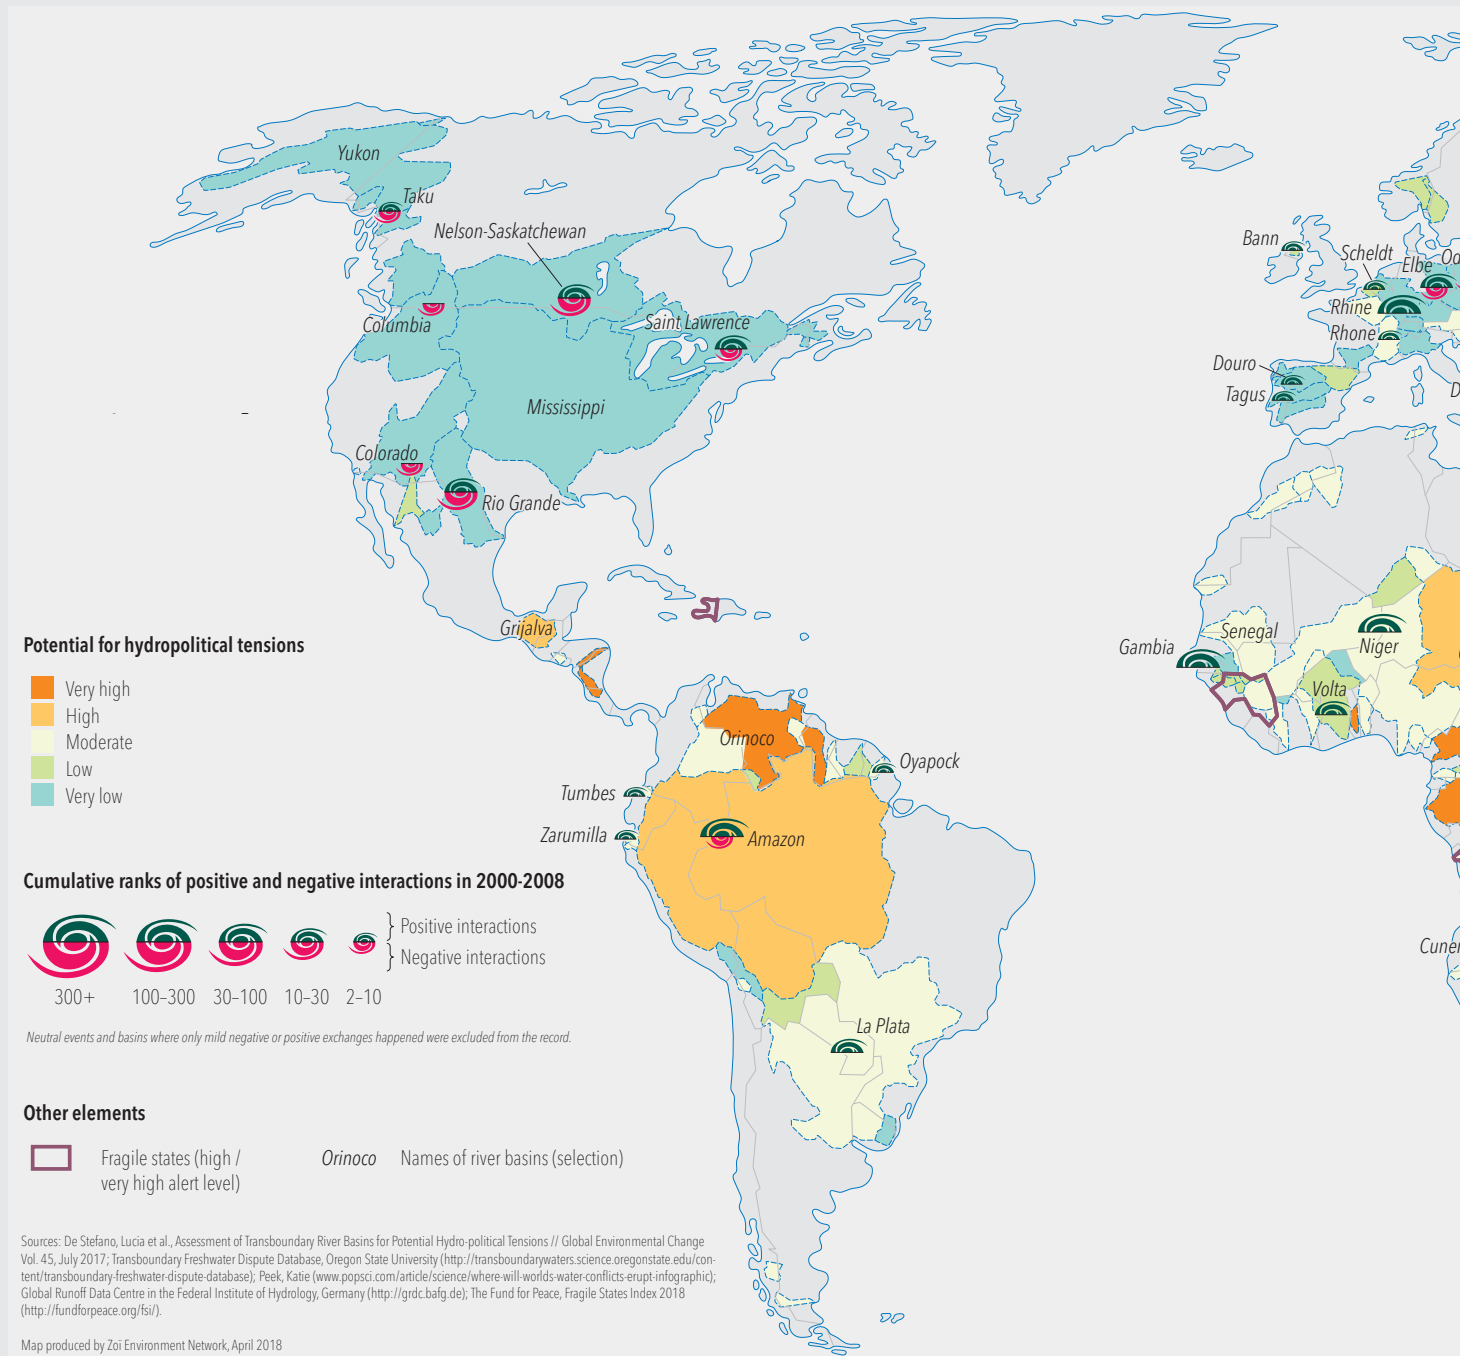 Yukon
Taku
Nelson-Saskatchewan
Bann
Scheldt
Elbe
Od
Rhine
Columbia
Saint Lawrence
Rhone
Douro
Tagus
D
Mississippi
Colorado
Rio Grande
Grijalva
Senegal
Gambia
Niger
Volta
Orinoco
Oyapock
Tumbes
Zarumilla
Amazon
Cuner
La Plata
Potential for hydropolitical tensions
Very high
High
Moderate
Low
Very low
Cumulative ranks of positive and negative interactions in 2000-2008
Positive interactions
Negative interactions
300+ 100–300 30–100 10–30 2–10
Neutral events and basins where only mild negative or positive exchanges happened were excluded from the record.
Other elements
Fragile states (high /
very high alert level)
Orinoco Names of river basins (selection)
Sources: De Stefano, Lucia et al., Assessment of Transboundary River Basins for Potential Hydro-political Tensions // Global Environmental Change
Vol. 45, July 2017; Transboundary Freshwater Dispute Database, Oregon State University (http://transboundarywaters.science.oregonstate.edu/con-
tent/transboundary-freshwater-dispute-database); Peek, Katie (www.popsci.com/article/science/where-will-worlds-water-conflicts-erupt-infographic);
Global Runoff Data Centre in the Federal Institute of Hydrology, Germany (http://grdc.bafg.de); The Fund for Peace, Fragile States Index 2018
(http://fundforpeace.org/fsi/).
Map produced by Zoï Environment Network, April 2018